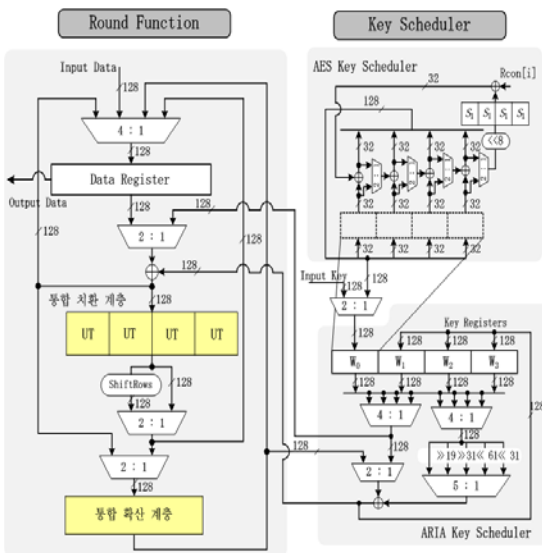 Round Function
Key Scheduler
Input Data
128
4 : 1
128
Data Register
Output Data
128
128
128
2 : 1
128
128
통합 치환 계층
128
UT UT UT UT
ShiftRows
128
128
2 : 1
2 : 1
128
128
통합 확산 계층
AES Key Scheduler
32
Rcon[i]
128
S₁ S₁ S₁ S₁
<<8
32 32 32 32
32 32 32 32
128
Input Key
128
2 : 1
128
Key Registers
128 128 128
W₀ W₁ W₂ W₃
128 128 128 128
4 : 1
4 : 1
128
128
128
≫19 ≫31 ≪ 61 ≪ 31
2 : 1
5 : 1
ARIA Key Scheduler